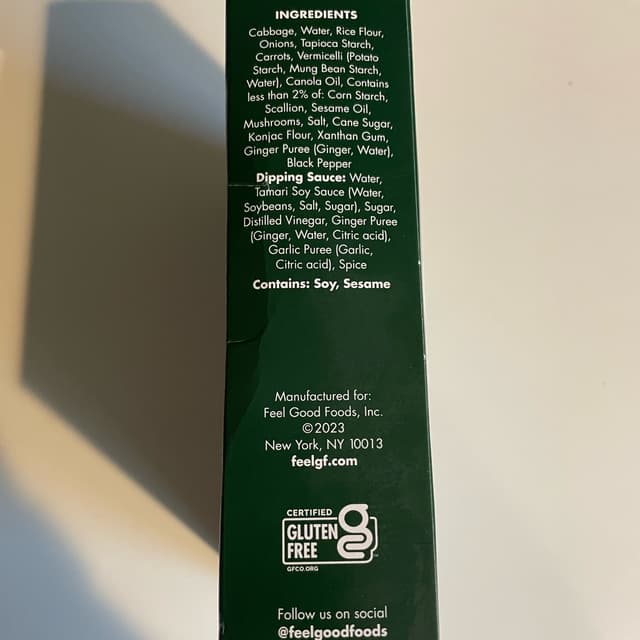 INGREDIENTS
Cabbage, Water, Rice Flour,
Onions, Tapioca Starch,
Carrots, Vermicelli (Potato
Starch, Mung Bean Starch,
Water), Canola Oil, Contains
less than 2% of: Corn Starch,
Scallion, Sesame Oil,
Mushrooms, Salt, Cane Sugar,
Konjac Flour, Xanthan Gum,
Ginger Puree (Ginger, Water),
Black Pepper
Dipping Sauce: Water,
Tamari Soy Sauce (Water,
Soybeans, Salt, Sugar), Sugar,
Distilled Vinegar, Ginger Puree
(Ginger, Water, Citric acid),
Garlic Puree (Garlic,
Citric acid), Spice
Contains: Soy, Sesame
Manufactured for:
Feel Good Foods, Inc.
©2023
New York, NY 10013
feelgf.com
CERTIFIED
GLUTEN
FREE
GFCO.ORG
Follow us on social
@feelgoodfoods